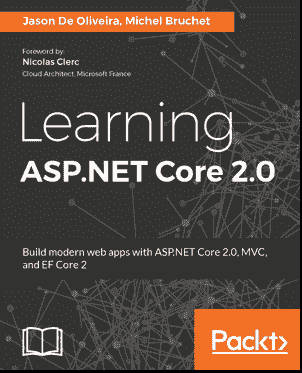 Jason De Oliveira, Michel Bruchet
Foreword by:
Nicolas Clerc
Cloud Architect, Microsoft France
Learning
ASP.NET Core 2.0
Build modern web apps with ASP.NET Core 2.0, MVC,
and EF Core 2
Packt>